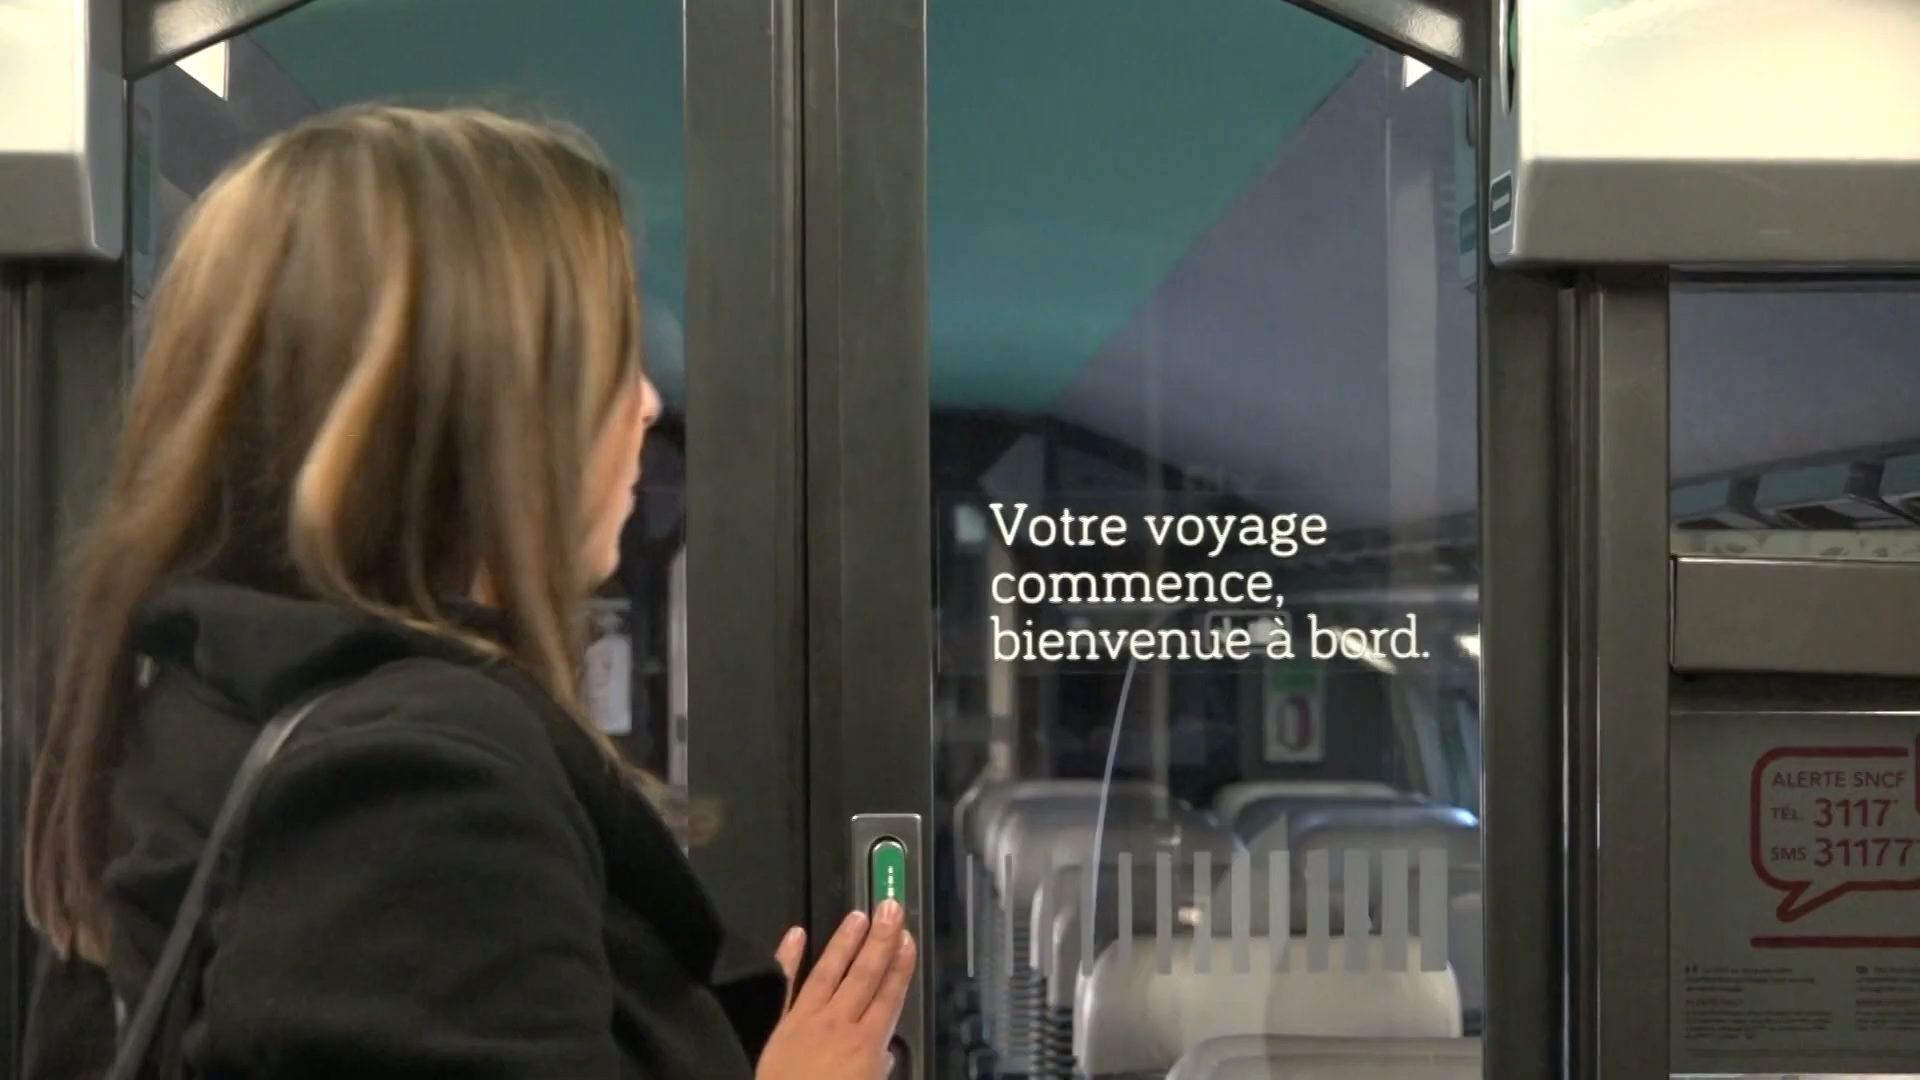 Votre voyage
commence,
bienvenue à bord.
ALERTE SNCF
TÉL. 3117
SMS 31177